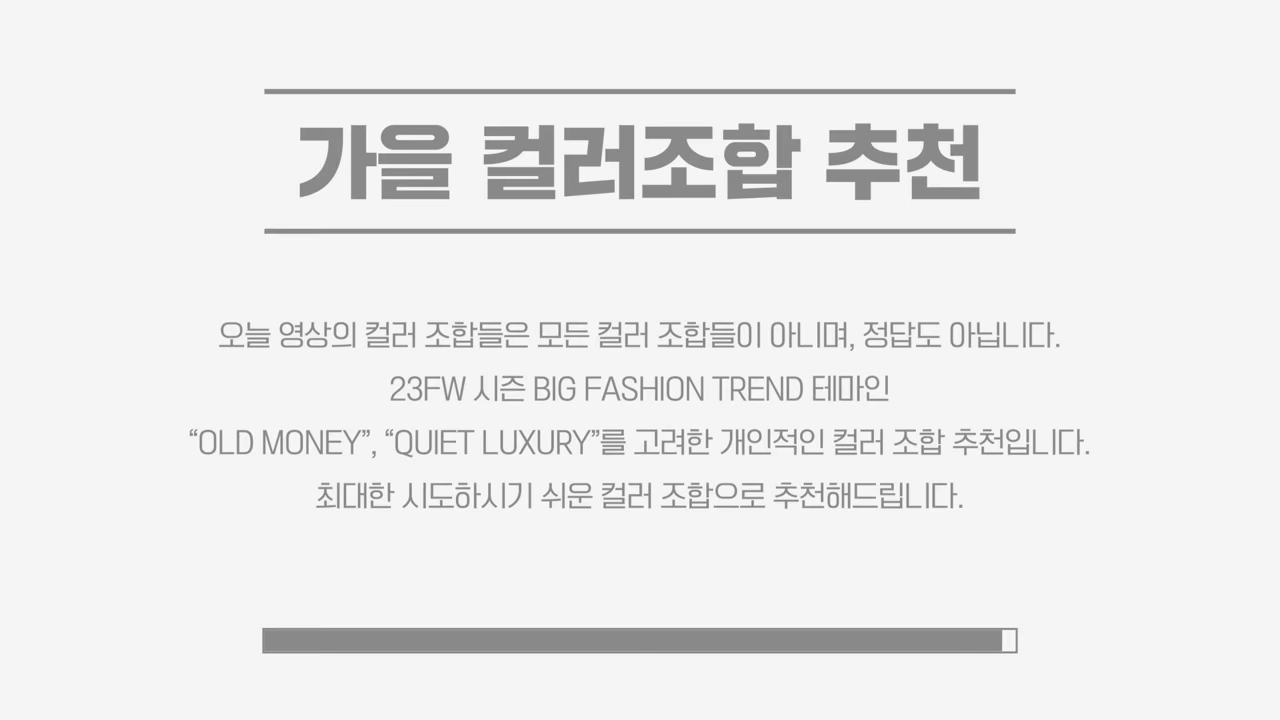 가을 컬러조합 추천
오늘 영상의 컬러 조합들은 모든 컬러 조합들이 아니며, 정답도 아닙니다.
23FW 시즌 BIG FASHION TREND 테마인
“OLD MONEY”, “QUIET LUXURY”를 고려한 개인적인 컬러 조합 추천입니다.
최대한 시도하시기 쉬운 컬러 조합으로 추천해드립니다.